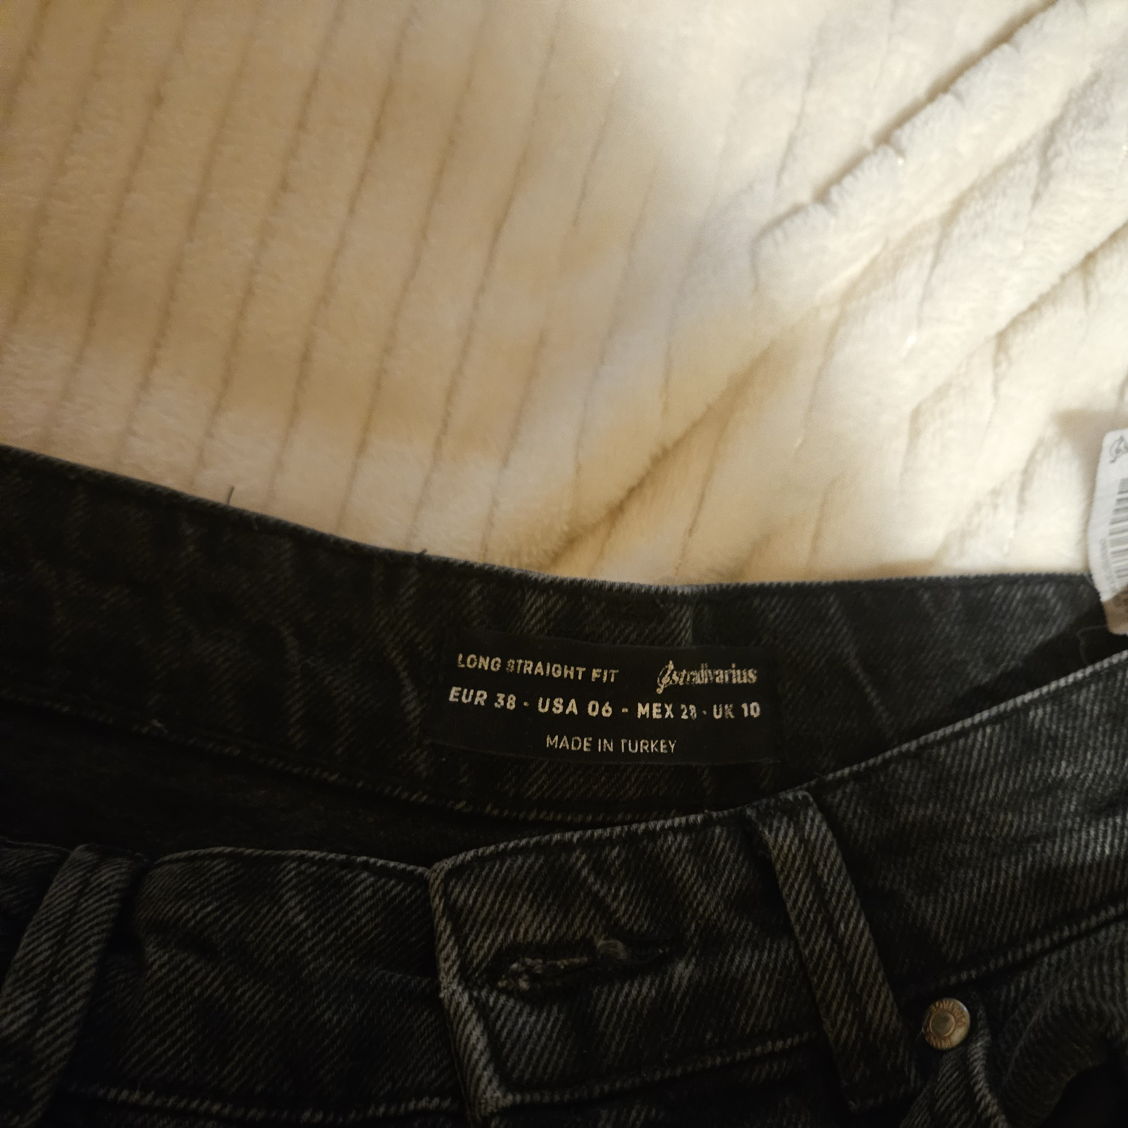 LONG STRAIGHT FIT stradivarius
EUR 38 - USA 06 - MEX 28 - UK 10
MADE IN TURKEY